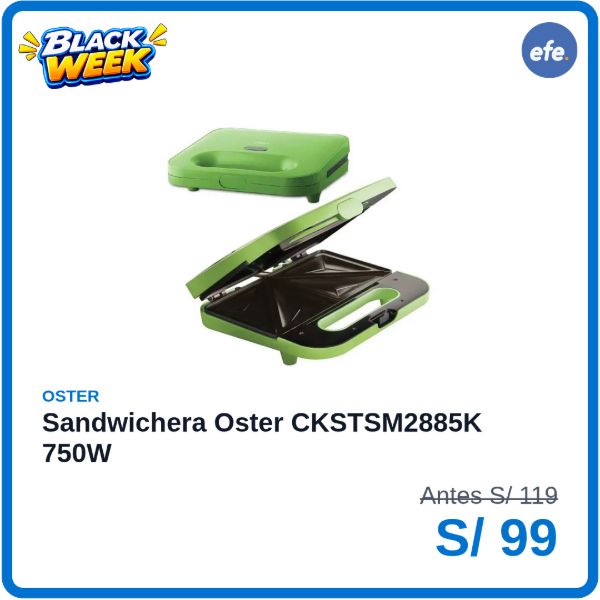 BLACK
WEEK
efe.
OSTER
Sandwichera Oster CKSTSM2885K
750W
Antes S/ 119
S/ 99